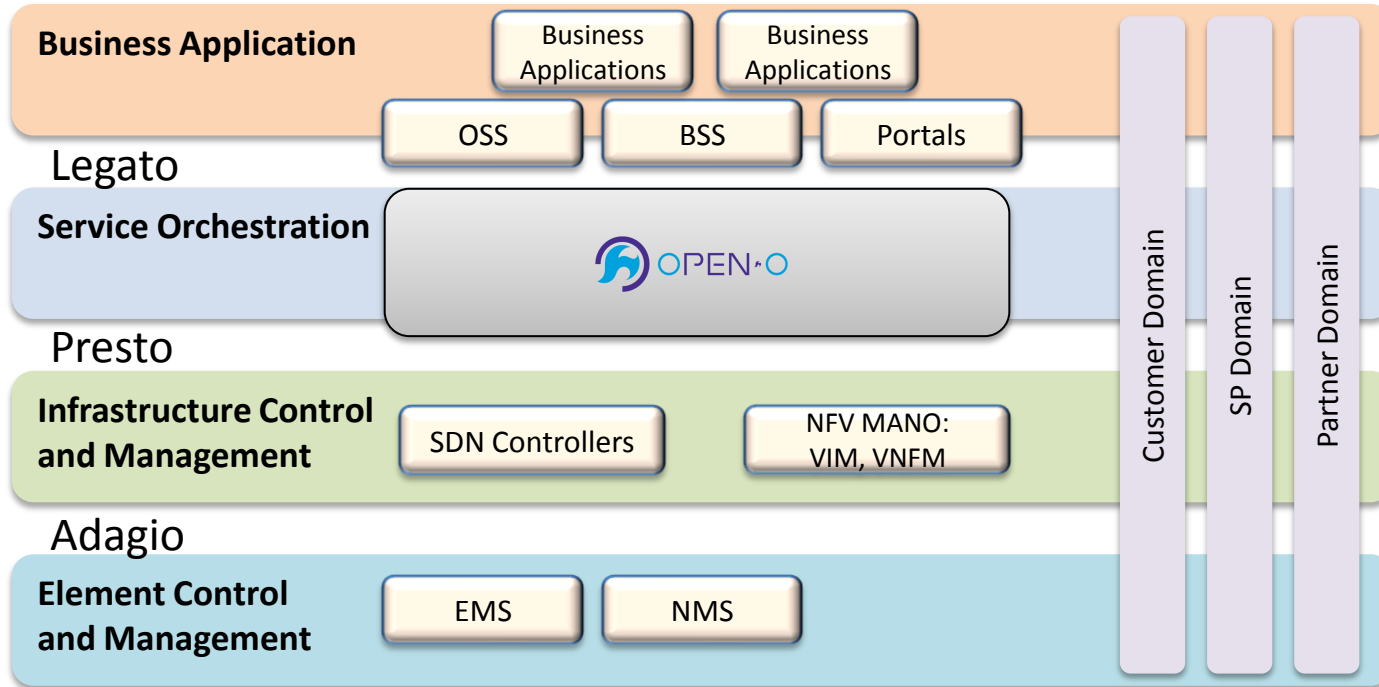 Business Application
Business
Applications
Business
Applications
OSS
BSS
Portals
Legato
Service Orchestration
OPEN-O
Presto
Infrastructure Control
and Management
SDN Controllers
NFV MANO:
VIM, VNFM
Adagio
Element Control
and Management
EMS
NMS
Customer Domain
SP Domain
Partner Domain